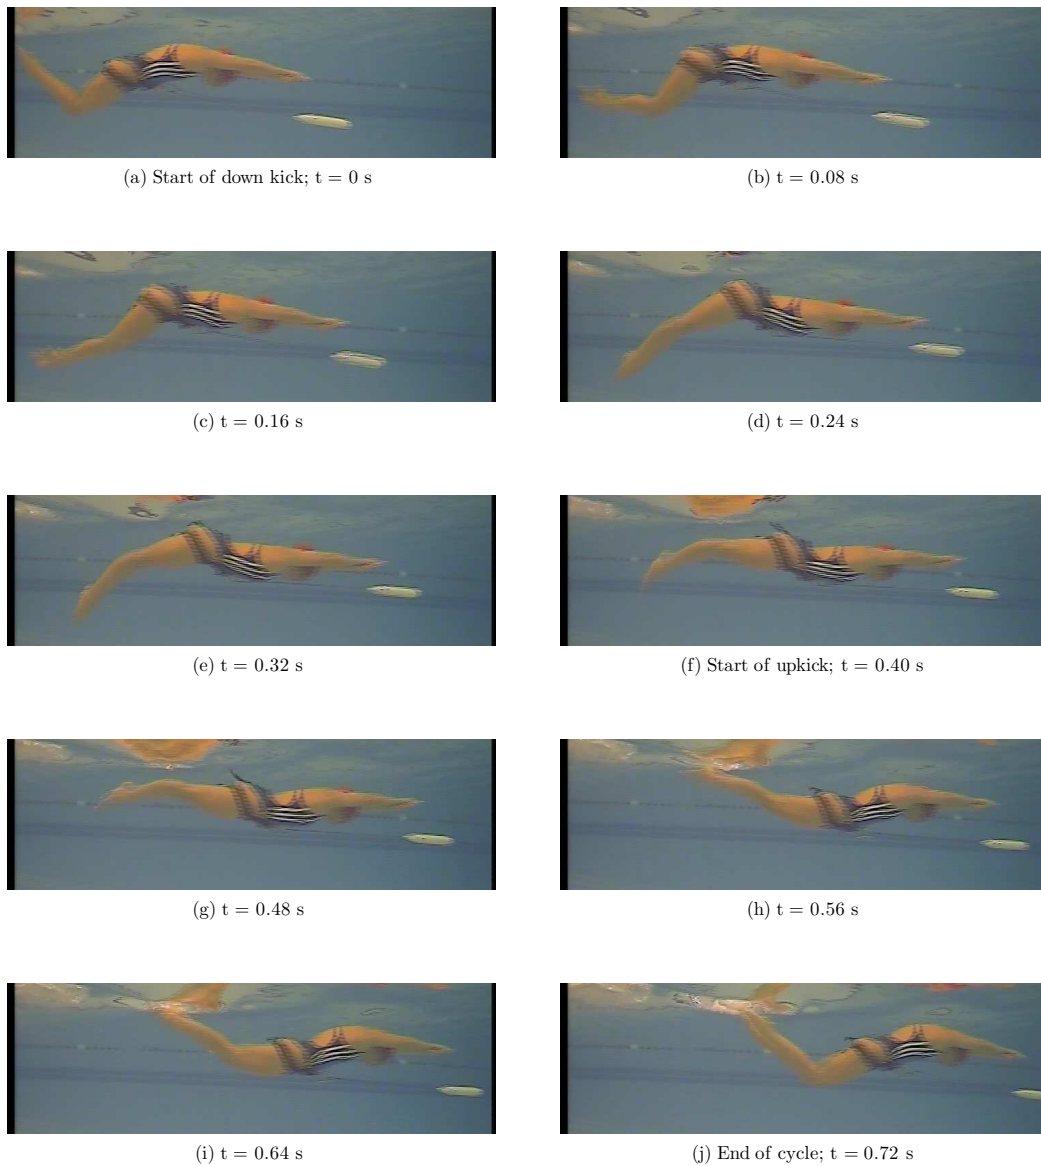 (a) Start of down kick; t = 0 s
(b) t = 0.08 s
(c) t = 0.16 s
(d) t = 0.24 s
(e) t = 0.32 s
(f) Start of upkick; t = 0.40 s
(g) t = 0.48 s
(h) t = 0.56 s
(i) t = 0.64 s
(j) End of cycle; t = 0.72 s